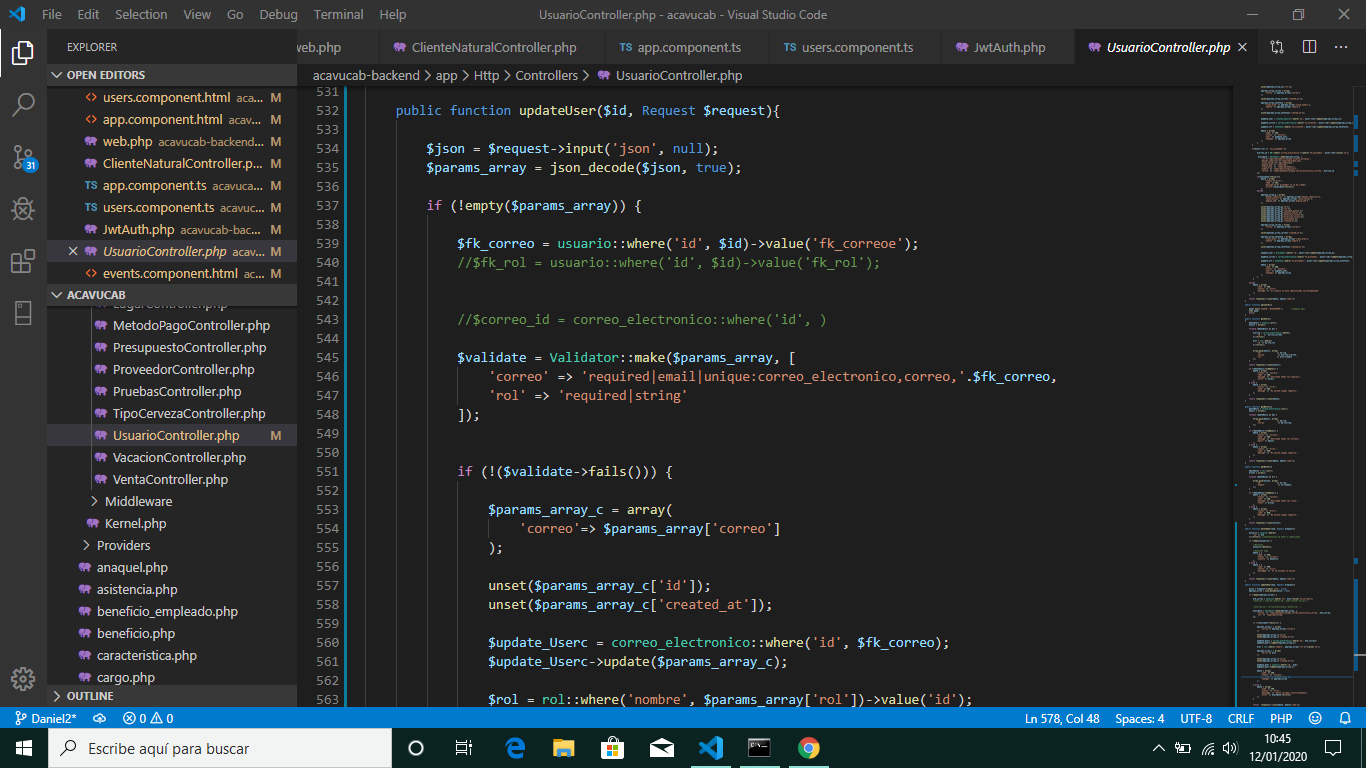 File Edit Selection View Go Debug Terminal Help UsuarioController.php - acavucab - Visual Studio Code
EXPLORER
web.php ClienteNaturalController.php TS app.component.ts TS users.component.ts JwtAuth.php UsuarioController.php
OPEN EDITORS
users.component.html aca... M
app.component.html acav... M
web.php acavucab-backend... M
ClienteNaturalController.p... M
TS app.component.ts acavuca... M
TS users.component.ts acavuc... M
JwtAuth.php acavucab-bac... M
UsuarioController.php acav... M
events.component.html ac... M
ACAVUCAB
LugarController.php
MetodoPagoController.php
PresupuestoController.php
ProveedorController.php
PruebasController.php
TipoCervezaController.php
UsuarioController.php M
VacacionController.php
VentaController.php
Middleware
Kernel.php
Providers
anaquel.php
asistencia.php
beneficio_empleado.php
beneficio.php
caracteristica.php
cargo.php
OUTLINE
31
acavucab-backend > app > Http > Controllers > UsuarioController.php
531
532 public function updateUser($id, Request $request){
533
534 $json = $request->input('json', null);
535 $params_array = json_decode($json, true);
536
537 if (!empty($params_array)) {
538
539 $fk_correo = usuario::where('id', $id)->value('fk_correoe');
540 //$fk_rol = usuario::where('id', $id)->value('fk_rol');
541
542
543 //$correo_id = correo_electronico::where('id', )
544
545 $validate = Validator::make($params_array, [
546 'correo' => 'required|email|unique:correo_electronico,correo,'.$fk_correo,
547 'rol' => 'required|string'
548 ]);
549
550
551 if (!($validate->fails())) {
552
553 $params_array_c = array(
554 'correo'=> $params_array['correo']
555 );
556
557 unset($params_array_c['id']);
558 unset($params_array_c['created_at']);
559
560 $update_Userc = correo_electronico::where('id', $fk_correo);
561 $update_Userc->update($params_array_c);
562
563 $rol = rol::where('nombre', $params_array['rol'])->value('id');
Daniel2* 0 0 Ln 578, Col 48 Spaces: 4 UTF-8 CRLF PHP
Escribe aquí para buscar
10:45
12/01/2020